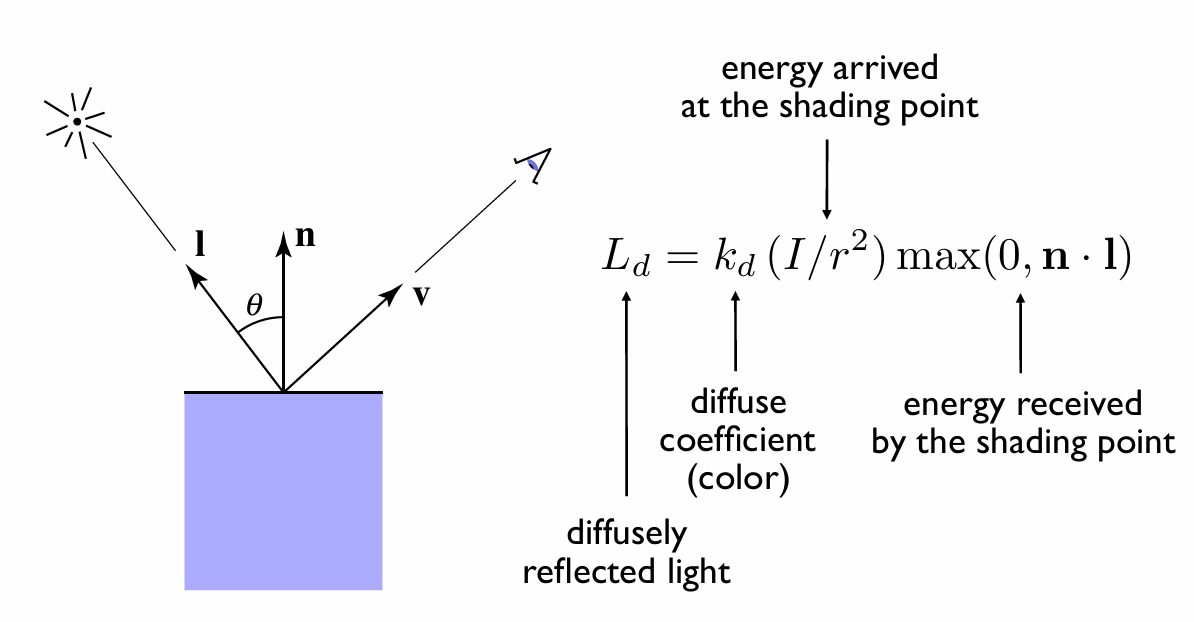 energy arrived
at the shading point
l
n
θ
v
L_d = k_d (I/r²) max(0, n · l)
diffuse
coefficient
(color)
energy received
by the shading point
diffusely
reflected light